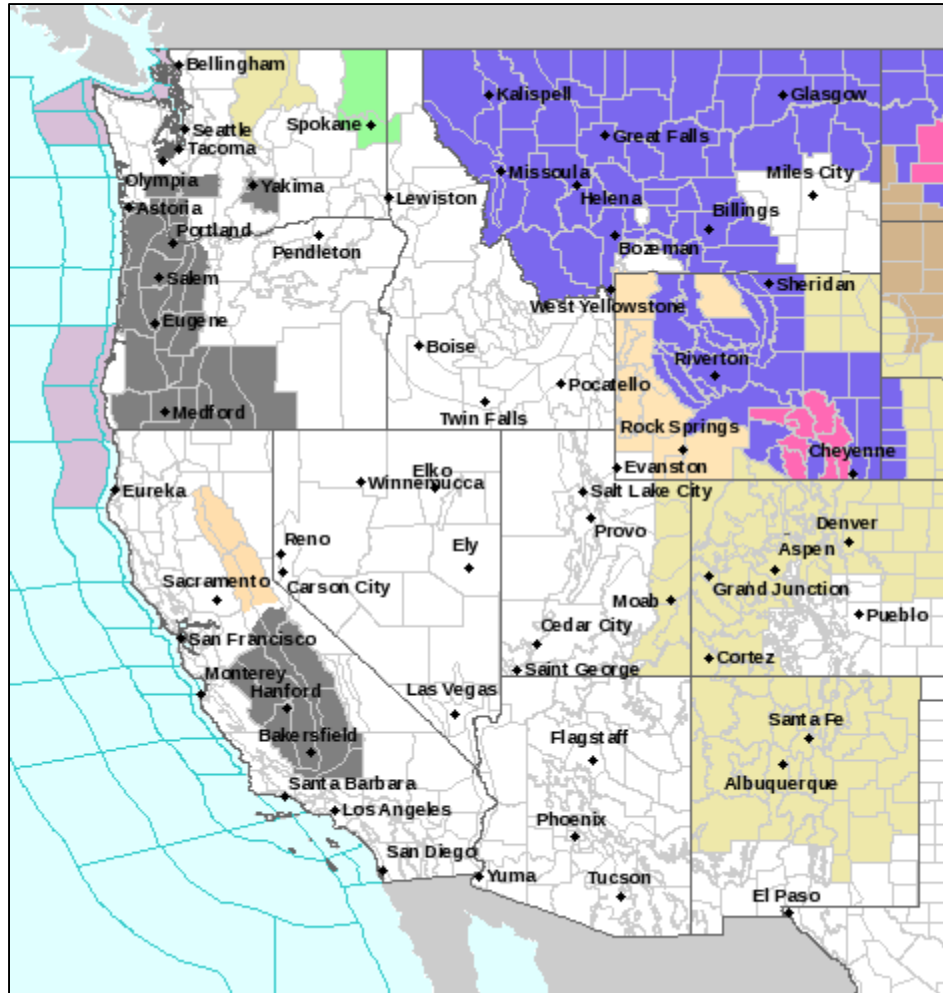 Bellingham
Kalispell
Glasgow
Seattle
Spokane
Great Falls
Tacoma
Missoula
Miles City
Olympia
Yakima
Helena
Lewiston
Astoria
Billings
Portland
Bozeman
Pendleton
Salem
Sheridan
West Yellowstone
Eugene
Boise
Riverton
Pocatello
Medford
Twin Falls
Rock Springs
Cheyenne
Elko
Evanston
Winnemucca
Eureka
Salt Lake City
Denver
Provo
Reno
Ely
Aspen
Sacramento
Carson City
Grand Junction
Moab
Pueblo
Cedar City
San Francisco
Cortez
Saint George
Monterey
Hanford
Las Vegas
Santa Fe
Bakersfield
Flagstaff
Albuquerque
Santa Barbara
Los Angeles
Phoenix
San Diego
Yuma
Tucson
El Paso